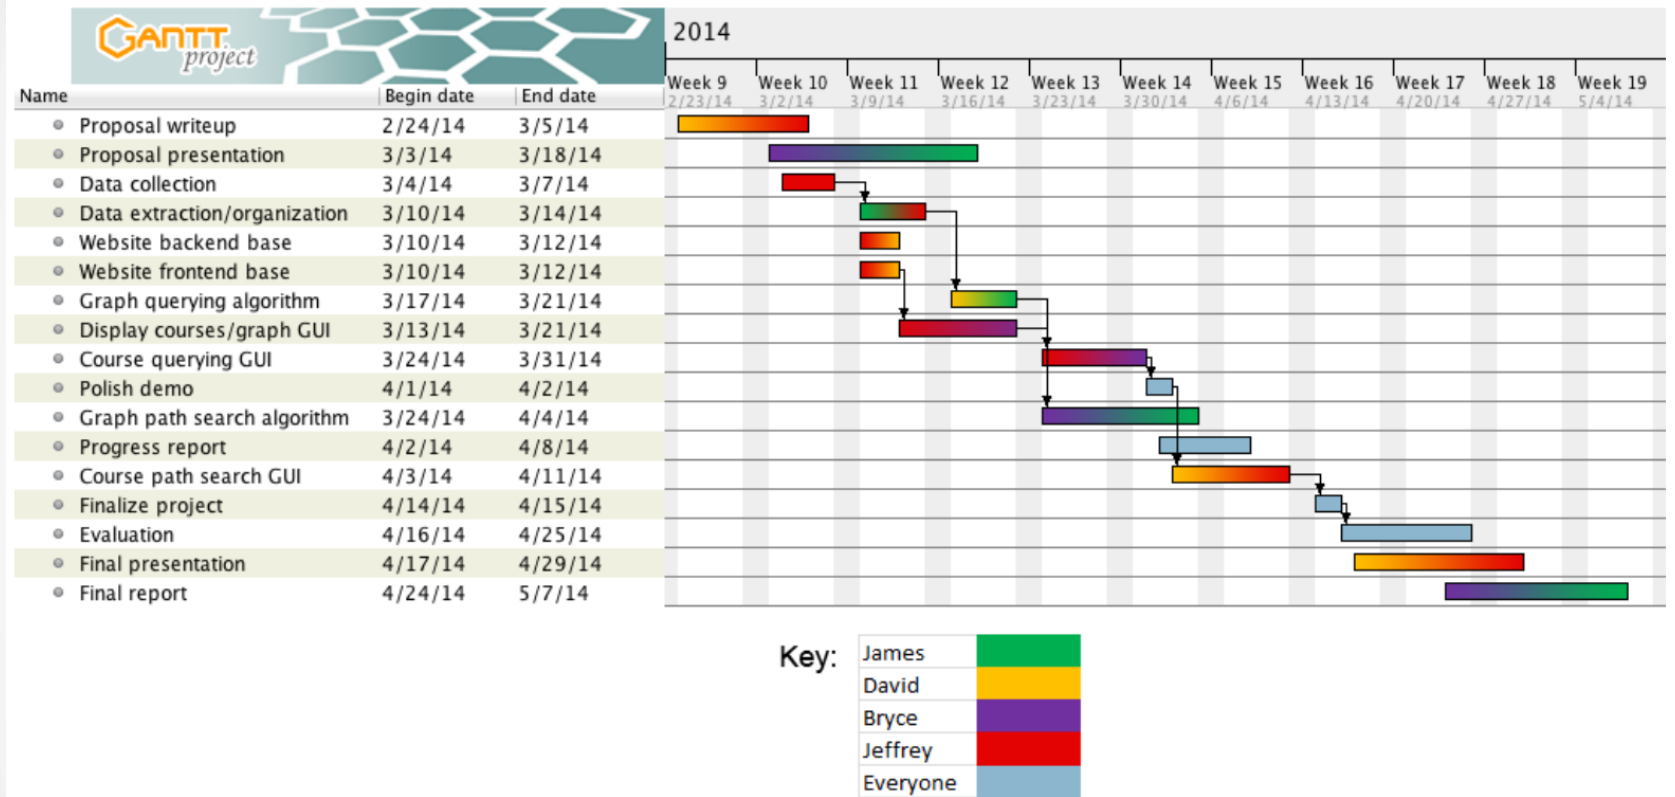 GANTT
project
2014
Week 9 Week 10 Week 11 Week 12 Week 13 Week 14 Week 15 Week 16 Week 17 Week 18 Week 19
Name Begin date End date 2/23/14 3/2/14 3/9/14 3/16/14 3/23/14 3/30/14 4/6/14 4/13/14 4/20/14 4/27/14 5/4/14
Proposal writeup 2/24/14 3/5/14
Proposal presentation 3/3/14 3/18/14
Data collection 3/4/14 3/7/14
Data extraction/organization 3/10/14 3/14/14
Website backend base 3/10/14 3/12/14
Website frontend base 3/10/14 3/12/14
Graph querying algorithm 3/17/14 3/21/14
Display courses/graph GUI 3/13/14 3/21/14
Course querying GUI 3/24/14 3/31/14
Polish demo 4/1/14 4/2/14
Graph path search algorithm 3/24/14 4/4/14
Progress report 4/2/14 4/8/14
Course path search GUI 4/3/14 4/11/14
Finalize project 4/14/14 4/15/14
Evaluation 4/16/14 4/25/14
Final presentation 4/17/14 4/29/14
Final report 4/24/14 5/7/14
Key: James
David
Bryce
Jeffrey
Everyone